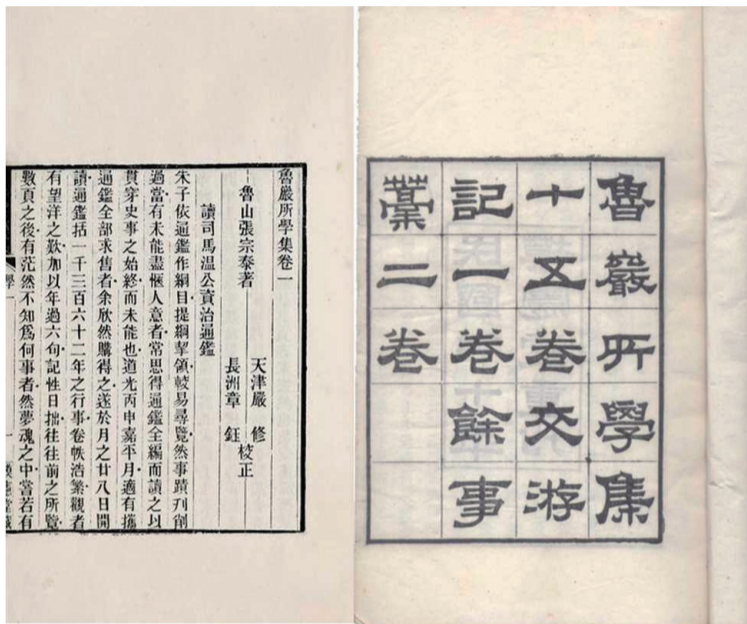 魯巖所學集
十五卷交游
記一卷餘事
藁二卷
魯巖所學集卷一
魯山張宗泰著
天津嚴 修
長洲章 鈺
校正
讀司馬溫公資治通鑑
朱子依通鑑作綱目提綱挈領較易尋覽然事蹟刋削
過當有未能盡愜人意者常思得通鑑全編而讀之以
貫穿史事之始終而未能也道光丙申嘉平月適有攜
通鑑全部求售者余欣然購得之遂於月之廿八日開
讀通鑑括一千三百六十二年之行事卷帙浩繁觀者
有望洋之歎加以年過六旬記性日拙往往前之所覽
數頁之後有茫然不知爲何事者然夢魂之中嘗若有
學一
一